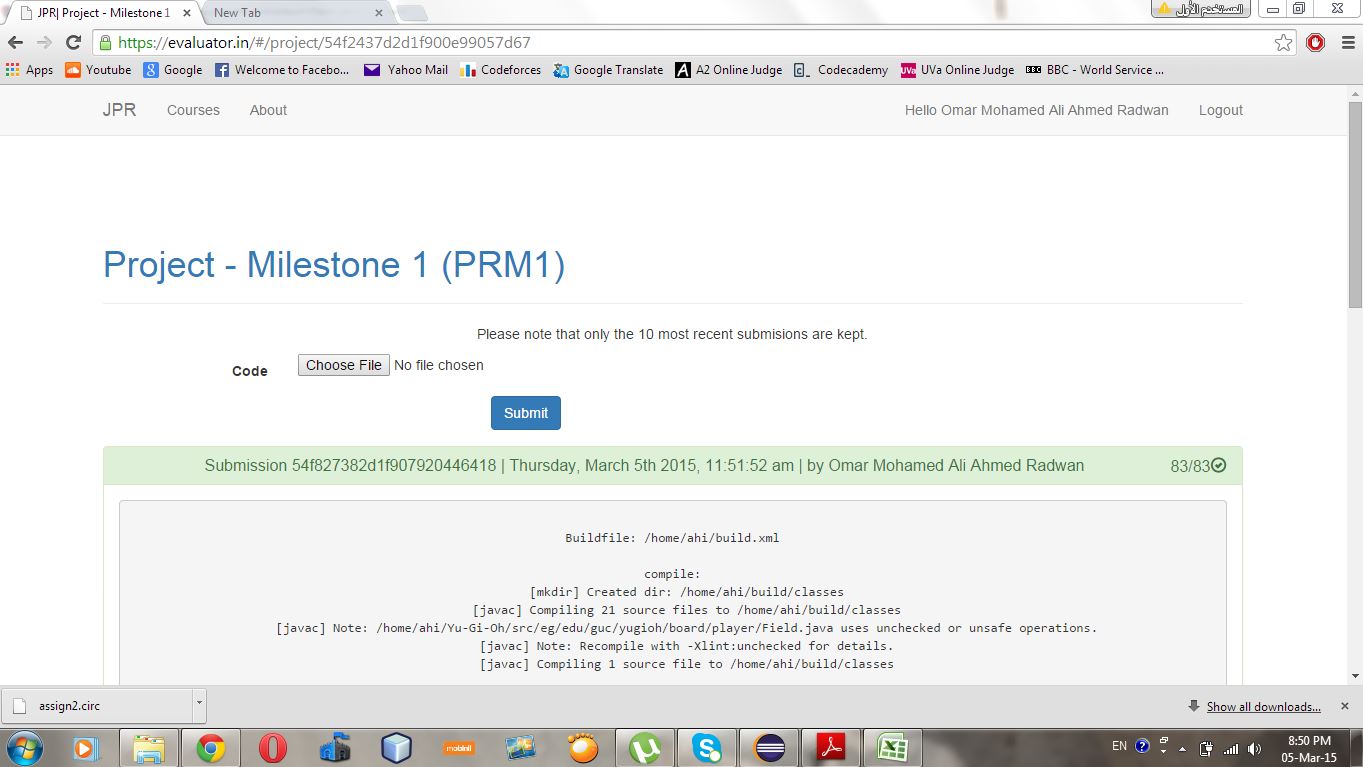 JPR| Project - Milestone 1
New Tab
المستخدم الأول
https://evaluator.in/#/project/54f2437d2d1f900e99057d67
Apps Youtube Google Welcome to Facebo... Yahoo Mail Codeforces Google Translate A2 Online Judge Codecademy UVa Online Judge BBC - World Service ...
JPR Courses About Hello Omar Mohamed Ali Ahmed Radwan Logout
Project - Milestone 1 (PRM1)
Please note that only the 10 most recent submisions are kept.
Code Choose File No file chosen
Submit
Submission 54f827382d1f907920446418 | Thursday, March 5th 2015, 11:51:52 am | by Omar Mohamed Ali Ahmed Radwan 83/83
Buildfile: /home/ahi/build.xml
compile:
[mkdir] Created dir: /home/ahi/build/classes
[javac] Compiling 21 source files to /home/ahi/build/classes
[javac] Note: /home/ahi/Yu-Gi-Oh/src/eg/edu/guc/yugioh/board/player/Field.java uses unchecked or unsafe operations.
[javac] Note: Recompile with -Xlint:unchecked for details.
[javac] Compiling 1 source file to /home/ahi/build/classes
assign2.circ
Show all downloads...
mobinil
EN
8:50 PM
05-Mar-15